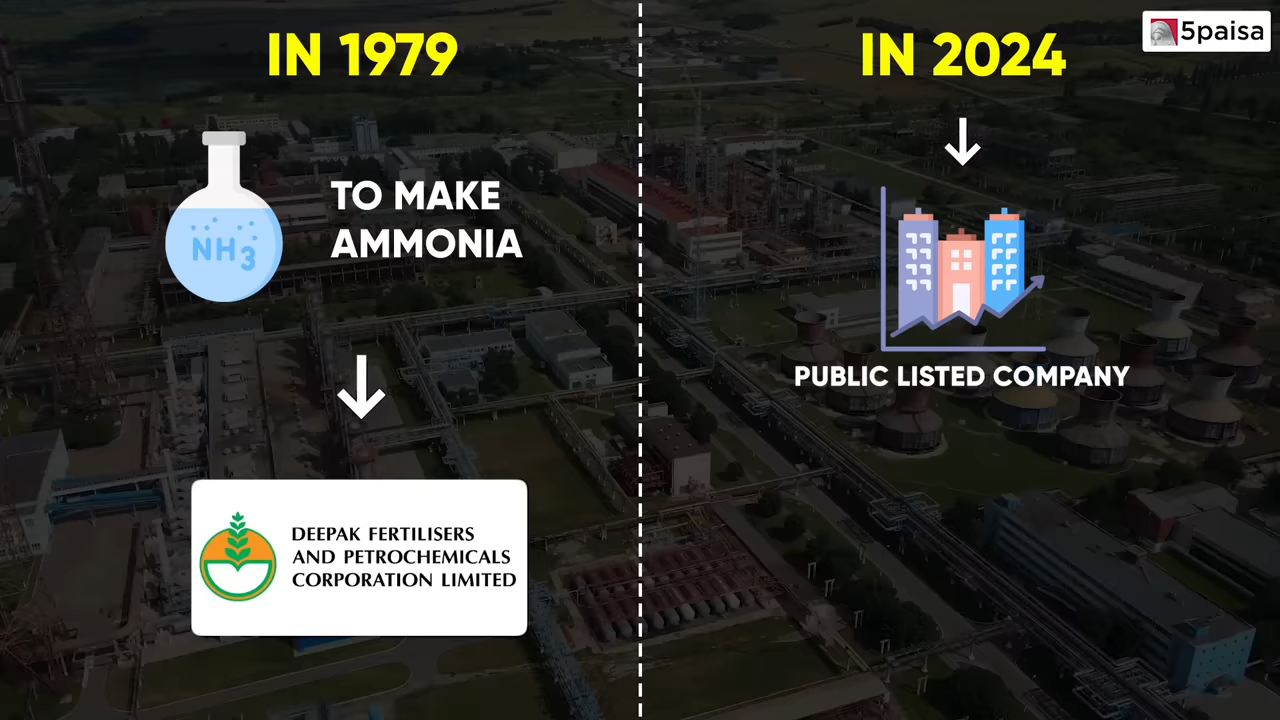 IN 1979
NH3
TO MAKE
AMMONIA
DEEPAK FERTILISERS
AND PETROCHEMICALS
CORPORATION LIMITED
5paisa
IN 2024
PUBLIC LISTED COMPANY